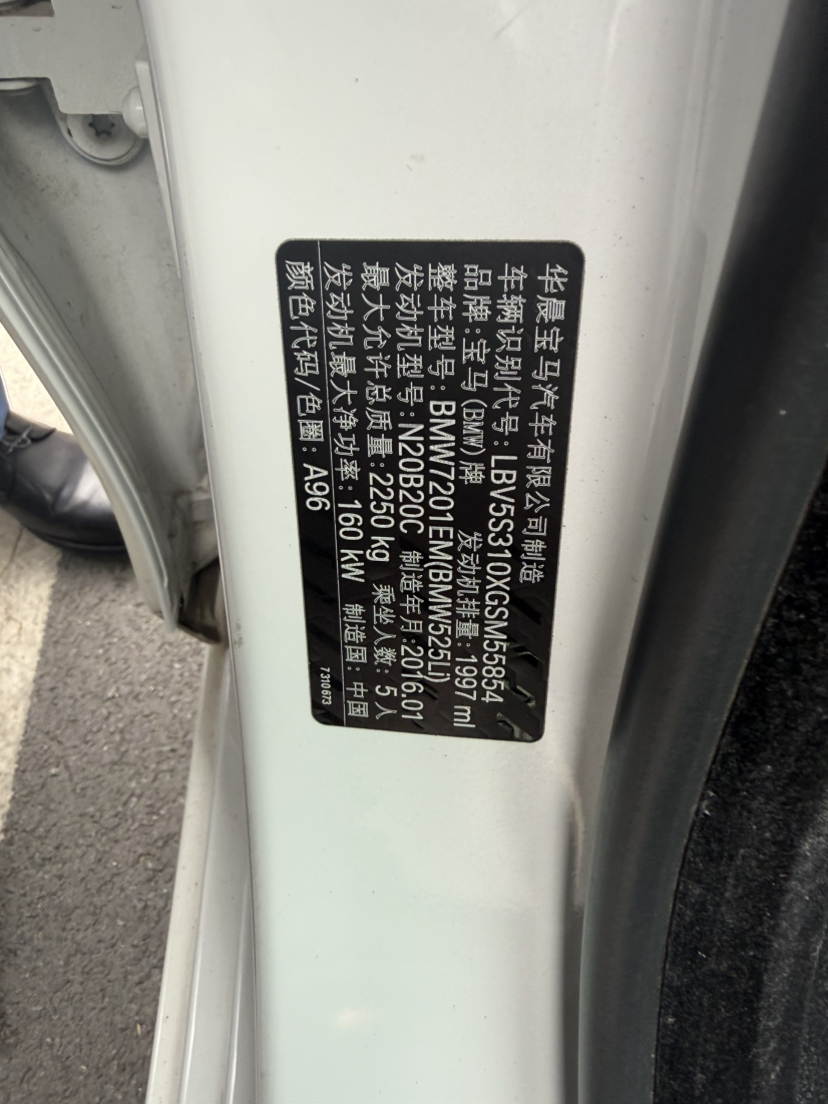 华晨宝马汽车有限公司制造
车辆识别代号:LBV5S310XGSM55854
品牌:宝马(BMW)牌 发动机排量:1997 ml
整车型号:BMW7201EM(BMW525Li)
发动机型号:N20B20C 制造年月:2016.01
最大允许总质量:2250 kg 乘坐人数:5人
发动机最大净功率:160 kW 制造国:中国
颜色代码/色圈:A96
7 310 673